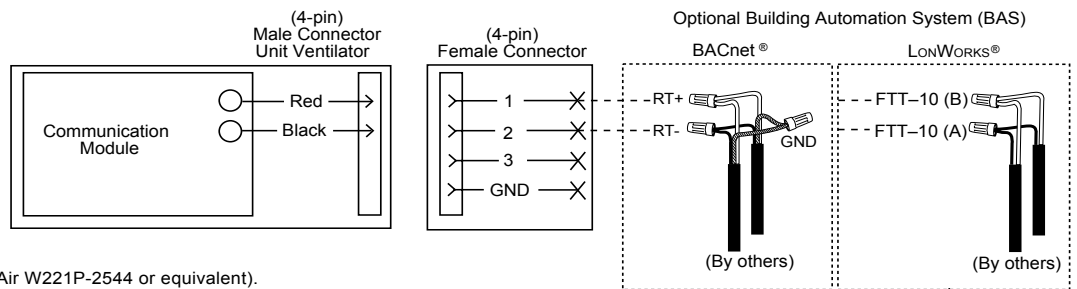 (4-pin)
Male Connector
Unit Ventilator
Communication
Module
Red
Black
(4-pin)
Female Connector
1
2
3
GND
Optional Building Automation System (BAS)
BACnet ®
RT+
RT-
GND
(By others)
LONWORKS®
FTT–10 (B)
FTT–10 (A)
(By others)
Air W221P-2544 or equivalent).